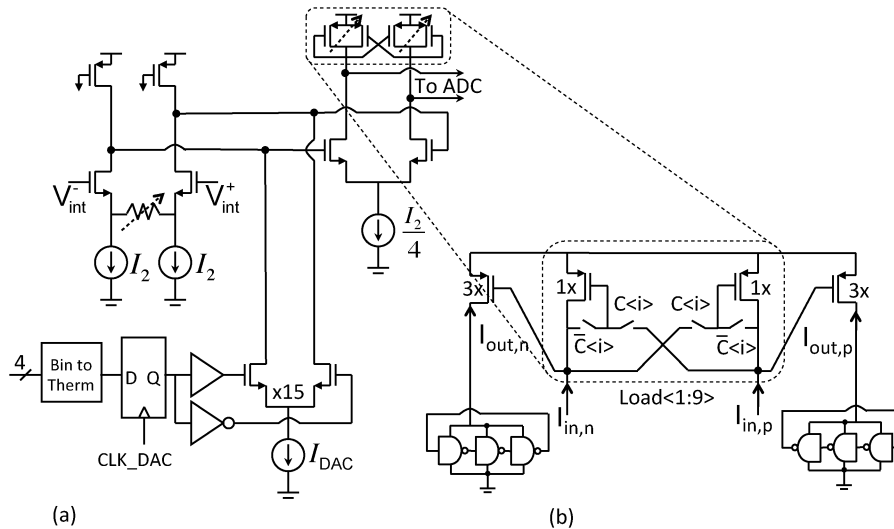 To ADC
V⁻int
V⁺int
I₂
I₂
I₂/4
3x
1x
C<i>
C<i>
1x
3x
C̅<i>
C̅<i>
Iout,n
Iout,p
Load<1:9>
Iin,n
Iin,p
4
Bin to
Therm
D Q
x15
CLK_DAC
IDAC
(a)
(b)